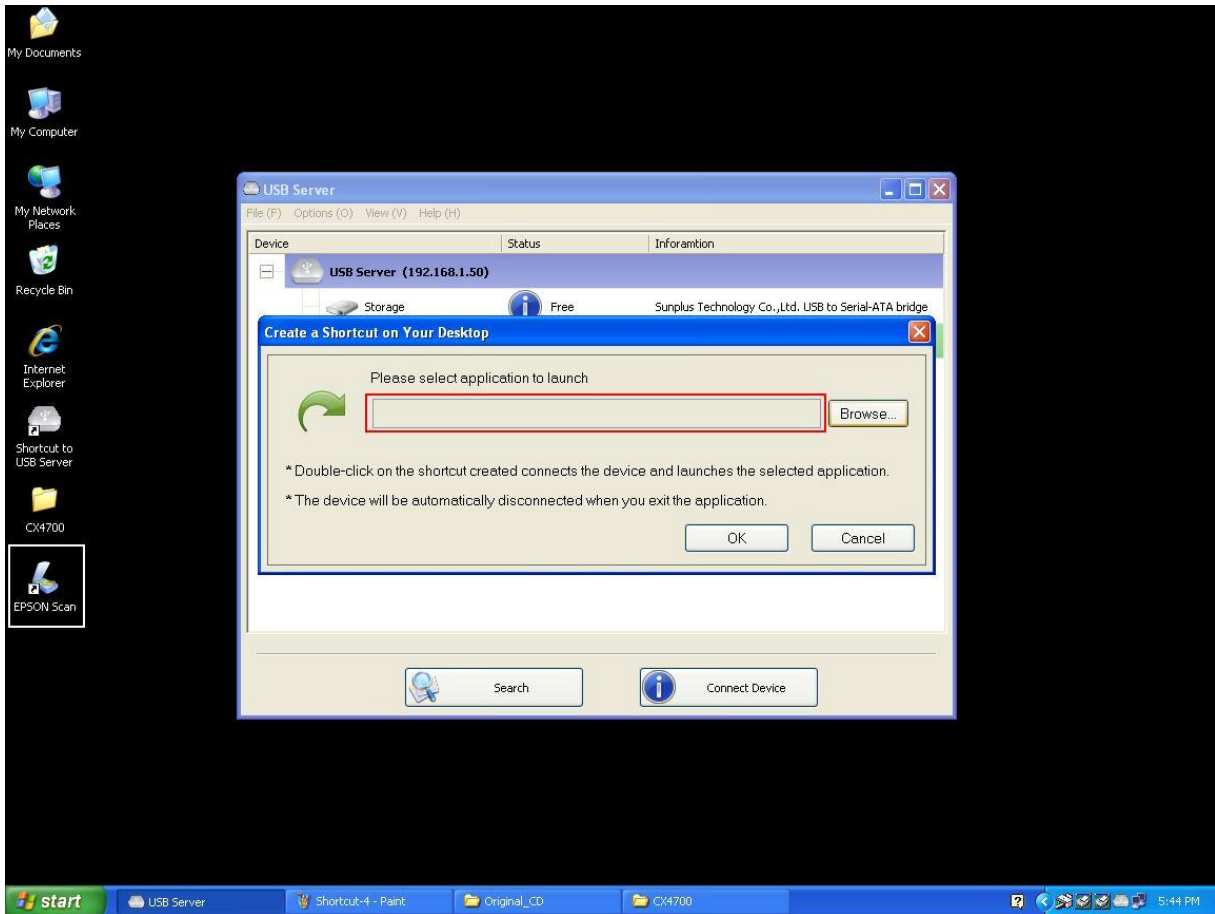 My Documents
My Computer
My Network
Places
Recycle Bin
Internet
Explorer
Shortcut to
USB Server
CX4700
EPSON Scan
USB Server
File (F) Options (O) View (V) Help (H)
Device Status Inforamtion
USB Server (192.168.1.50)
Storage Free Sunplus Technology Co.,Ltd. USB to Serial-ATA bridge
Create a Shortcut on Your Desktop
Please select application to launch
Browse...
* Double-click on the shortcut created connects the device and launches the selected application.
* The device will be automatically disconnected when you exit the application.
OK Cancel
Search Connect Device
start USB Server Shortcut-4 - Paint Original_CD CX4700 5:44 PM